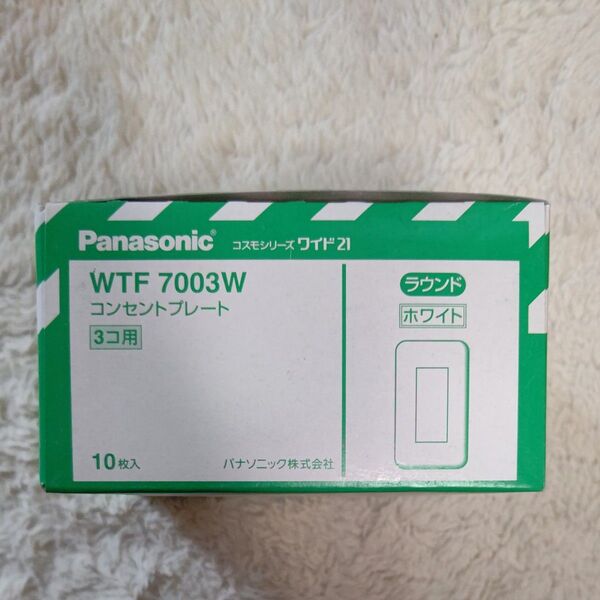 Panasonic® コスモシリーズ ワイド21
WTF 7003W
コンセントプレート
3コ用
10枚入
パナソニック株式会社
ラウンド
ホワイト